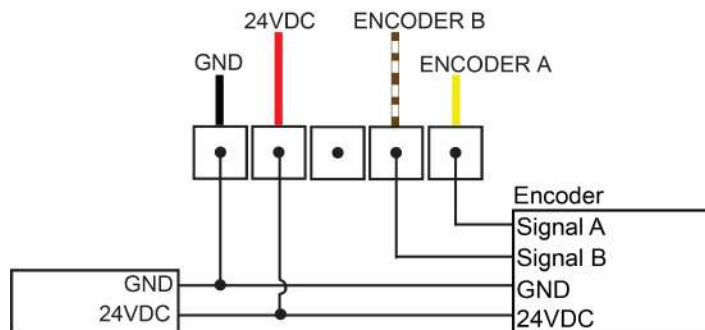 24VDC
ENCODER B
GND
ENCODER A
Encoder
Signal A
Signal B
GND
GND
24VDC
24VDC